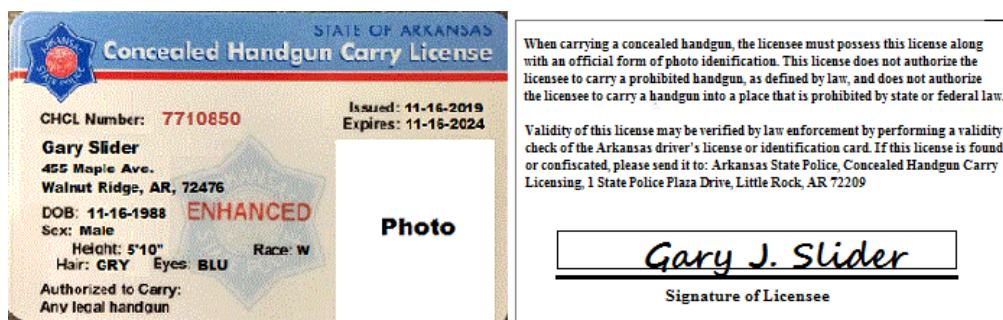 STATE OF ARKANSAS
Concealed Handgun Carry License
ARKANSAS
STATE POLICE
CHCL Number: 7710850
Issued: 11-16-2019
Expires: 11-16-2024
Gary Slider
455 Maple Ave.
Walnut Ridge, AR, 72476
DOB: 11-16-1988
ENHANCED
Sex: Male
Height: 5'10" Race: W
Hair: GRY Eyes: BLU
Authorized to Carry:
Any legal handgun
Photo
When carrying a concealed handgun, the licensee must possess this license along
with an official form of photo idenification. This license does not authorize the
licensee to carry a prohibited handgun, as defined by law, and does not authorize
the licensee to carry a handgun into a place that is prohibited by state or federal law.
Validity of this license may be verified by law enforcement by performing a validity
check of the Arkansas driver's license or identification card. If this license is found
or confiscated, please send it to: Arkansas State Police, Concealed Handgun Carry
Licensing, 1 State Police Plaza Drive, Little Rock, AR 72209
Gary J. Slider
Signature of Licensee